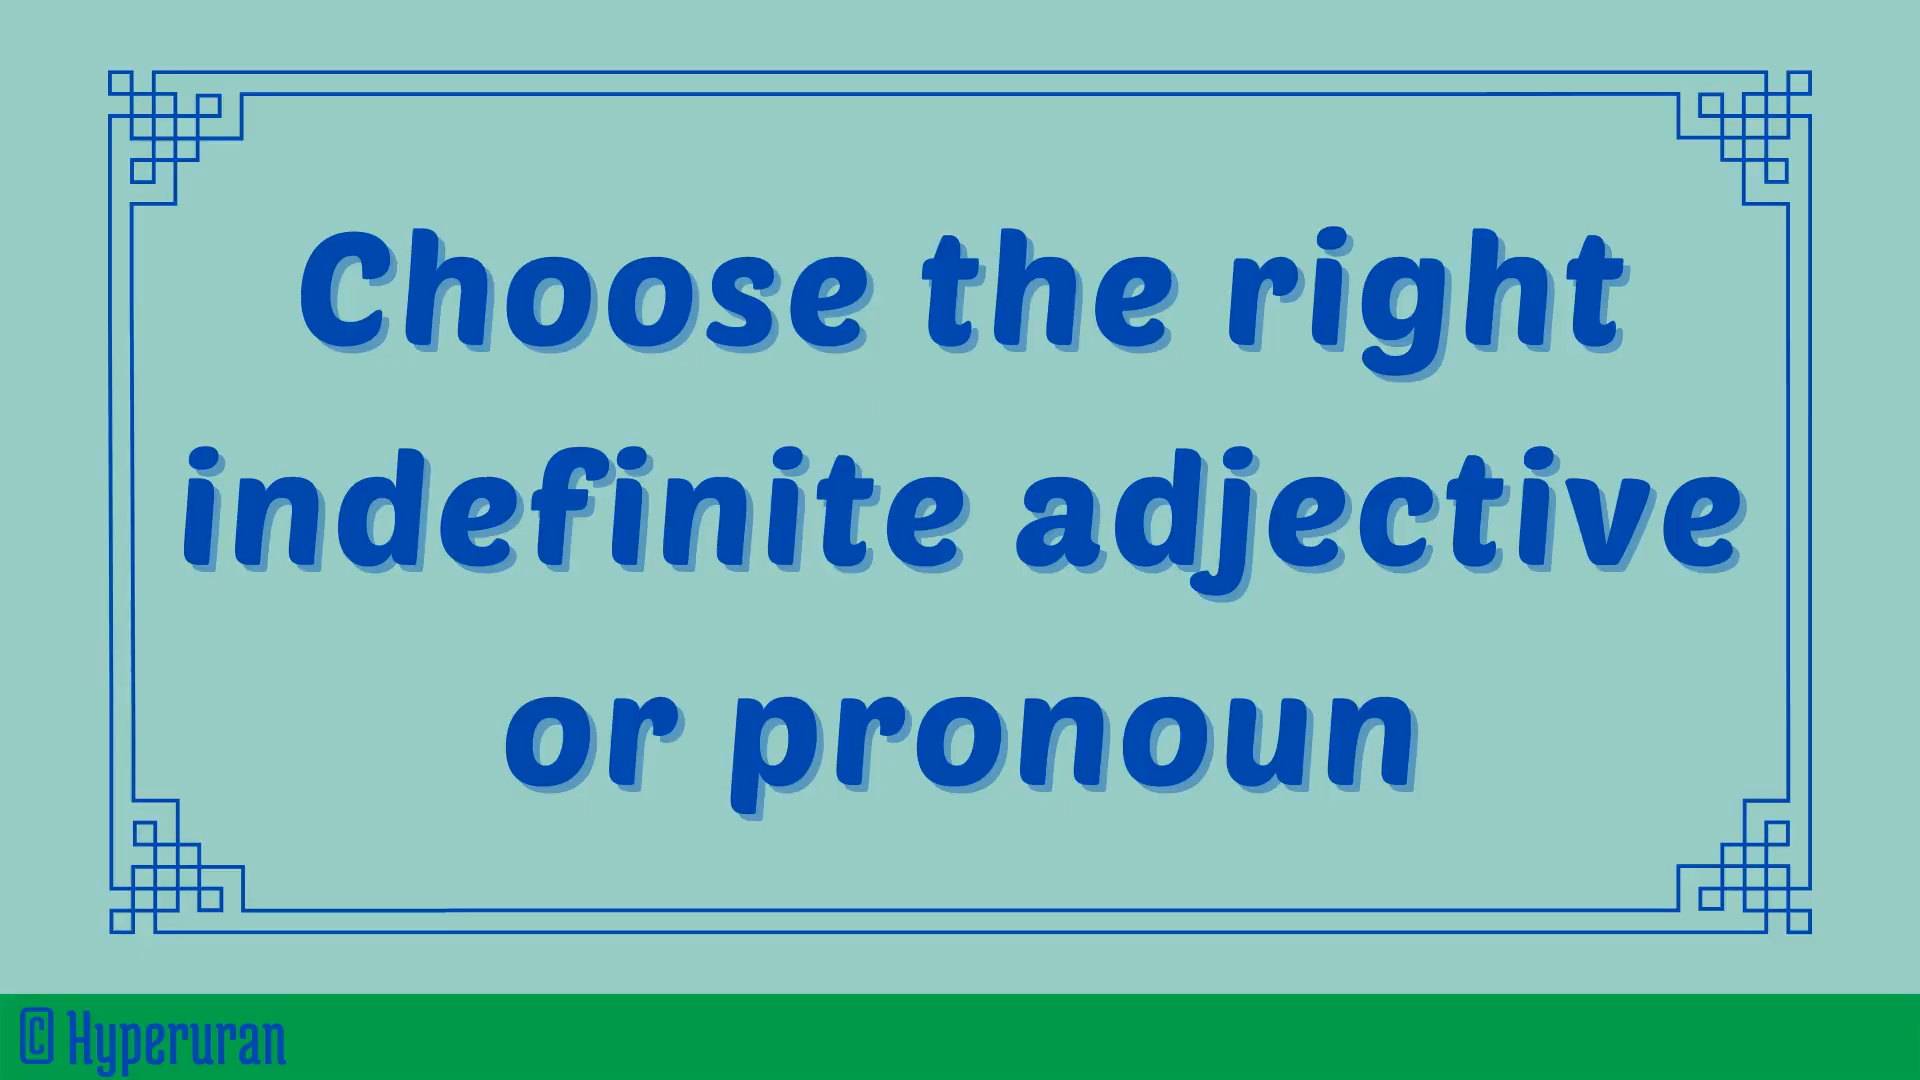 Choose the right
indefinite adjective
or pronoun
© Hyperuran